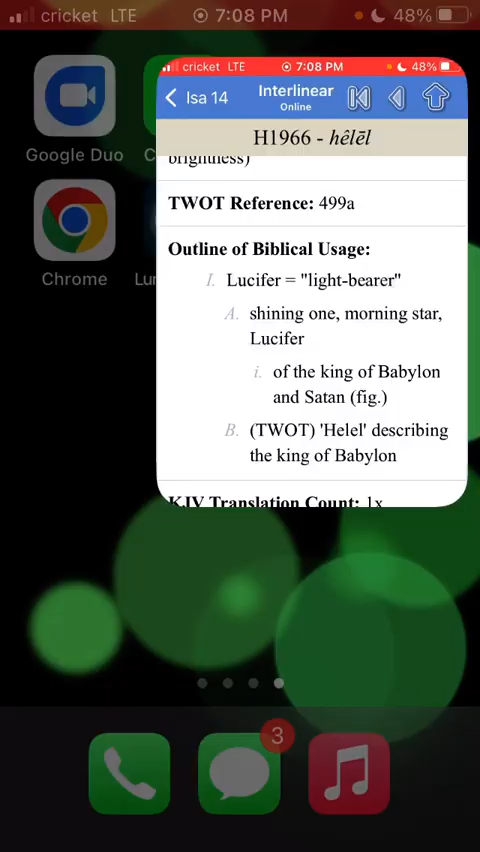 cricket LTE 7:08 PM 48%
cricket LTE 7:08 PM 48%
Isa 14 Interlinear
Online
H1966 - hêlēl
brightness)
TWOT Reference: 499a
Outline of Biblical Usage:
I. Lucifer = "light-bearer"
A. shining one, morning star,
Lucifer
i. of the king of Babylon
and Satan (fig.)
B. (TWOT) 'Helel' describing
the king of Babylon
KJV Translation Count: 1x
Google Duo
C
Chrome
Lu
3